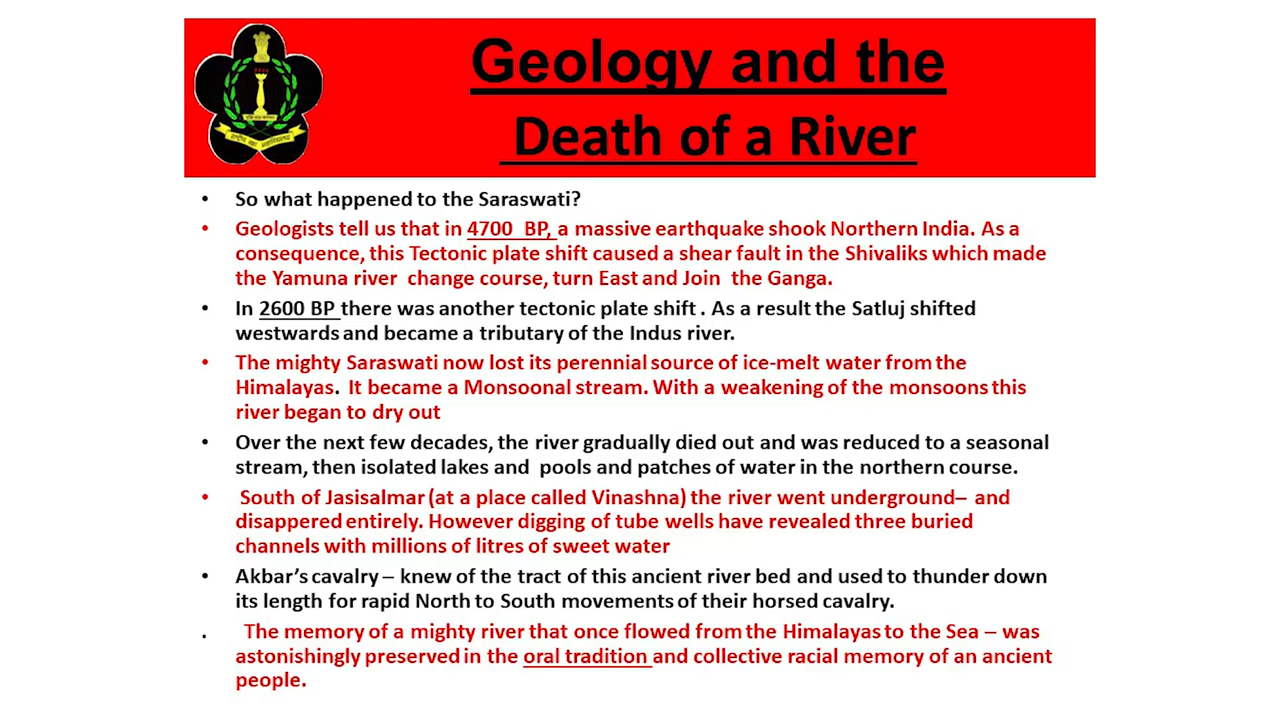 Geology and the
Death of a River
• So what happened to the Saraswati?
• Geologists tell us that in 4700 BP, a massive earthquake shook Northern India. As a
consequence, this Tectonic plate shift caused a shear fault in the Shivaliks which made
the Yamuna river change course, turn East and Join the Ganga.
• In 2600 BP there was another tectonic plate shift . As a result the Satluj shifted
westwards and became a tributary of the Indus river.
• The mighty Saraswati now lost its perennial source of ice-melt water from the
Himalayas. It became a Monsoonal stream. With a weakening of the monsoons this
river began to dry out
• Over the next few decades, the river gradually died out and was reduced to a seasonal
stream, then isolated lakes and pools and patches of water in the northern course.
• South of Jasisalmar (at a place called Vinashna) the river went underground– and
disappered entirely. However digging of tube wells have revealed three buried
channels with millions of litres of sweet water
• Akbar’s cavalry – knew of the tract of this ancient river bed and used to thunder down
its length for rapid North to South movements of their horsed cavalry.
. The memory of a mighty river that once flowed from the Himalayas to the Sea – was
astonishingly preserved in the oral tradition and collective racial memory of an ancient
people.